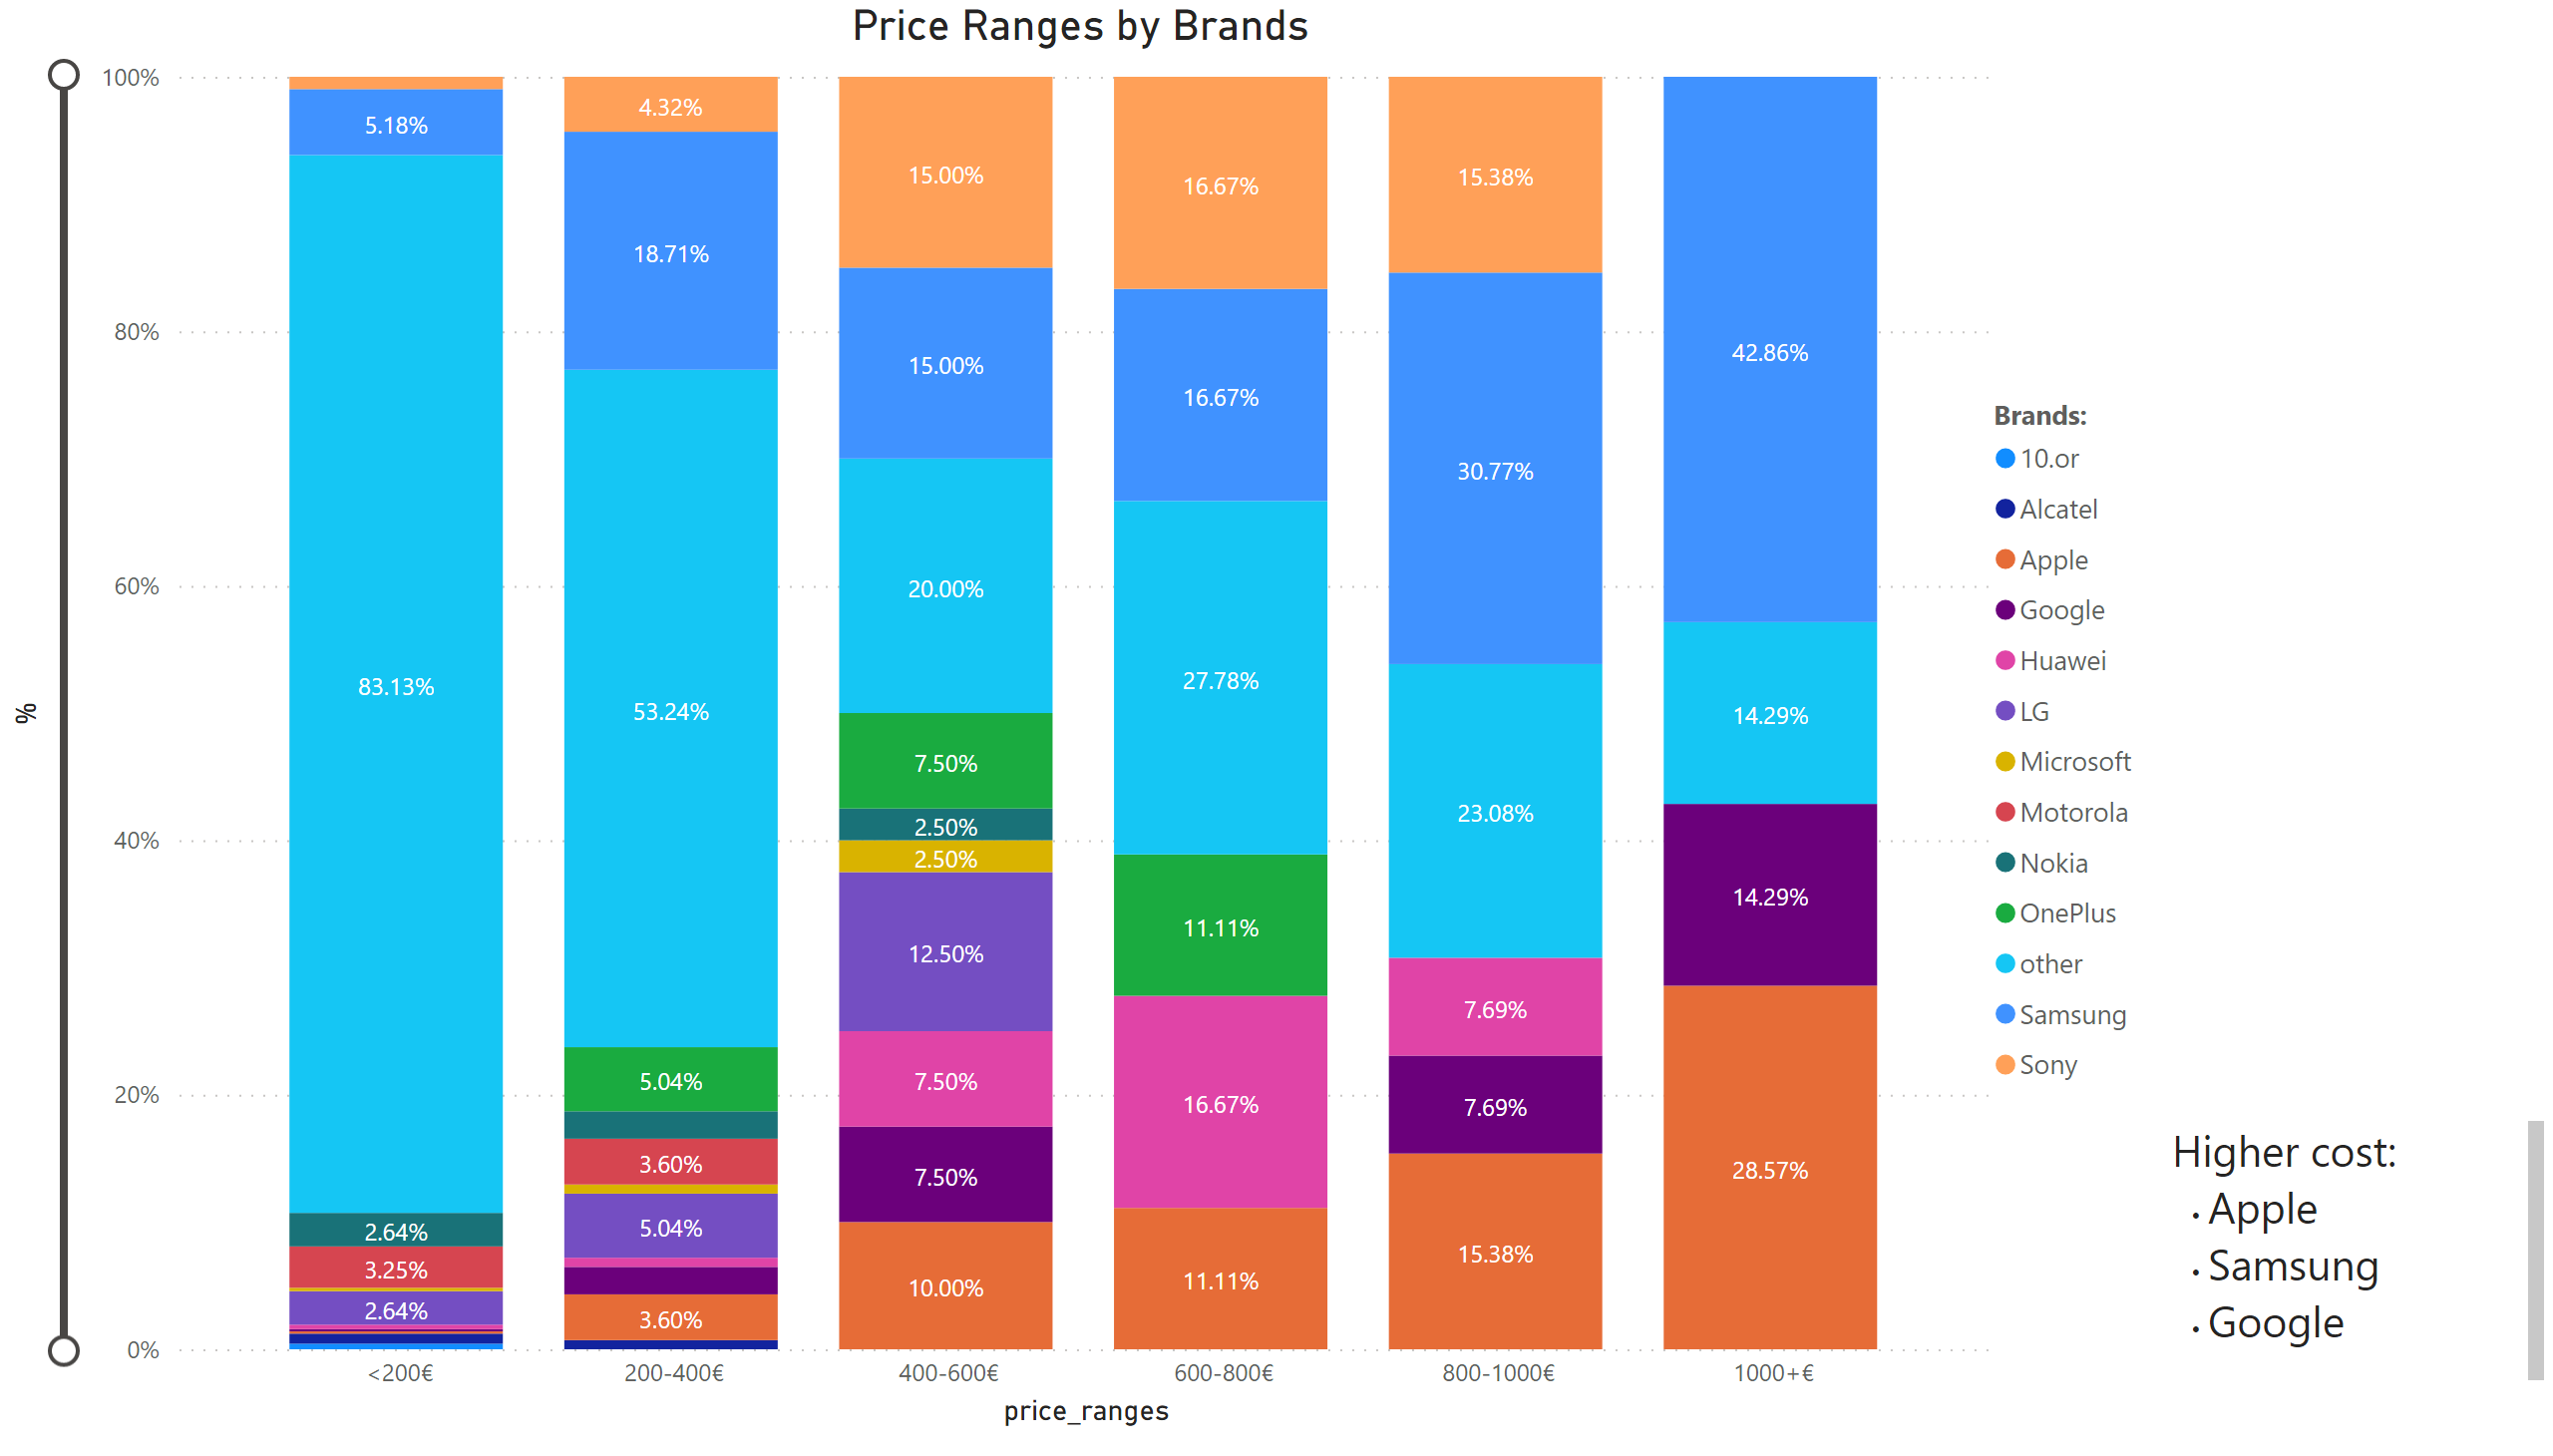 Price Ranges by Brands
100%
80%
60%
40%
20%
0%
%
5.18%
83.13%
2.64%
3.25%
2.64%
4.32%
18.71%
53.24%
5.04%
3.60%
5.04%
3.60%
15.00%
15.00%
20.00%
7.50%
2.50%
2.50%
12.50%
7.50%
7.50%
10.00%
16.67%
16.67%
27.78%
11.11%
16.67%
11.11%
15.38%
30.77%
23.08%
7.69%
7.69%
15.38%
42.86%
14.29%
14.29%
28.57%
<200€
200-400€
400-600€
600-800€
800-1000€
1000+€
price_ranges
Brands:
10.or
Alcatel
Apple
Google
Huawei
LG
Microsoft
Motorola
Nokia
OnePlus
other
Samsung
Sony
Higher cost:
• Apple
• Samsung
• Google